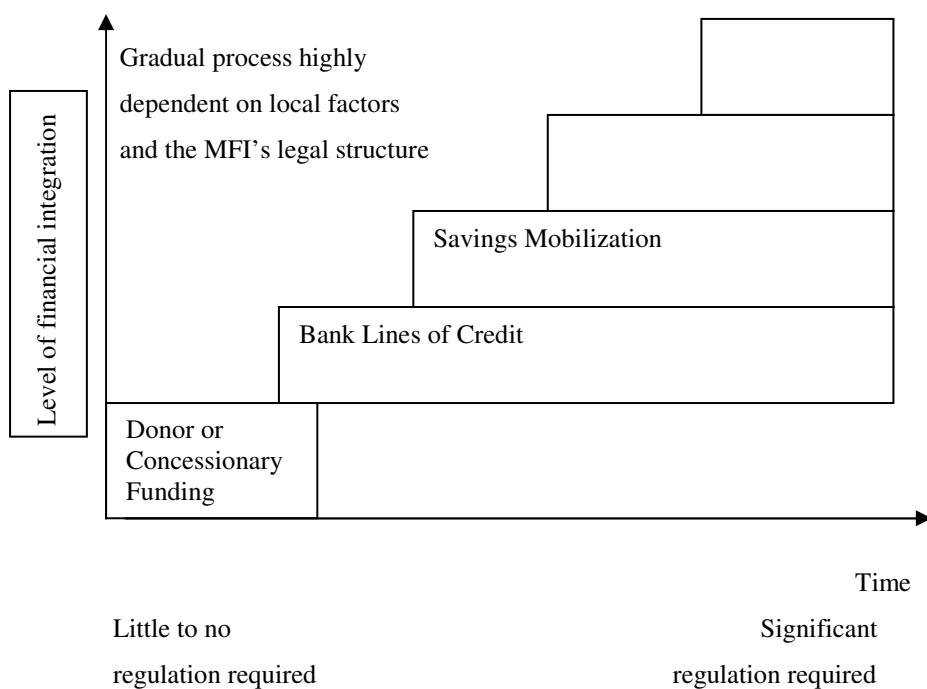 Gradual process highly
dependent on local factors
and the MFI’s legal structure
Level of financial integration
Savings Mobilization
Bank Lines of Credit
Donor or
Concessionary
Funding
Time
Little to no
regulation required
Significant
regulation required